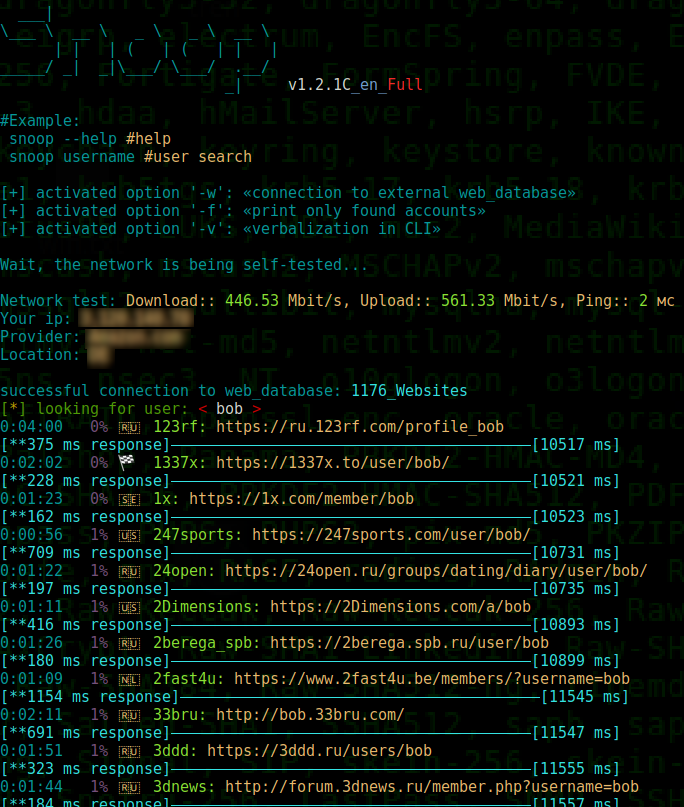 v1.2.1C_en_Full
#Example:
snoop --help #help
snoop username #user search
[+] activated option '-w': «connection to external web_database»
[+] activated option '-f': «print only found accounts»
[+] activated option '-v': «verbalization in CLI»
Wait, the network is being self-tested...
Network test: Download:: 446.53 Mbit/s, Upload:: 561.33 Mbit/s, Ping:: 2 мс
Your ip:
Provider:
Location:
successful connection to web_database: 1176_Websites
[*] looking for user: < bob >
0:04:00 0% RU 123rf: https://ru.123rf.com/profile_bob
[**375 ms response]————————————————————————————————————————[10517 ms]
0:02:02 0% 🏁 1337x: https://1337x.to/user/bob/
[**228 ms response]————————————————————————————————————————[10521 ms]
0:01:23 0% SE 1x: https://1x.com/member/bob
[**162 ms response]————————————————————————————————————————[10523 ms]
0:00:56 1% US 247sports: https://247sports.com/user/bob/
[**709 ms response]————————————————————————————————————————[10731 ms]
0:01:22 1% RU 24open: https://24open.ru/groups/dating/diary/user/bob/
[**197 ms response]————————————————————————————————————————[10735 ms]
0:01:11 1% US 2Dimensions: https://2Dimensions.com/a/bob
[**416 ms response]————————————————————————————————————————[10893 ms]
0:01:26 1% RU 2berega_spb: https://2berega.spb.ru/user/bob
[**180 ms response]————————————————————————————————————————[10899 ms]
0:01:09 1% NL 2fast4u: https://www.2fast4u.be/members/?username=bob
[**1154 ms response]————————————————————————————————————————[11545 ms]
0:02:11 1% RU 33bru: http://bob.33bru.com/
[**691 ms response]————————————————————————————————————————[11547 ms]
0:01:51 1% RU 3ddd: https://3ddd.ru/users/bob
[**323 ms response]————————————————————————————————————————[11555 ms]
0:01:44 1% RU 3dnews: http://forum.3dnews.ru/member.php?username=bob
[**184 ms response]————————————————————————————————————————[11557 ms]